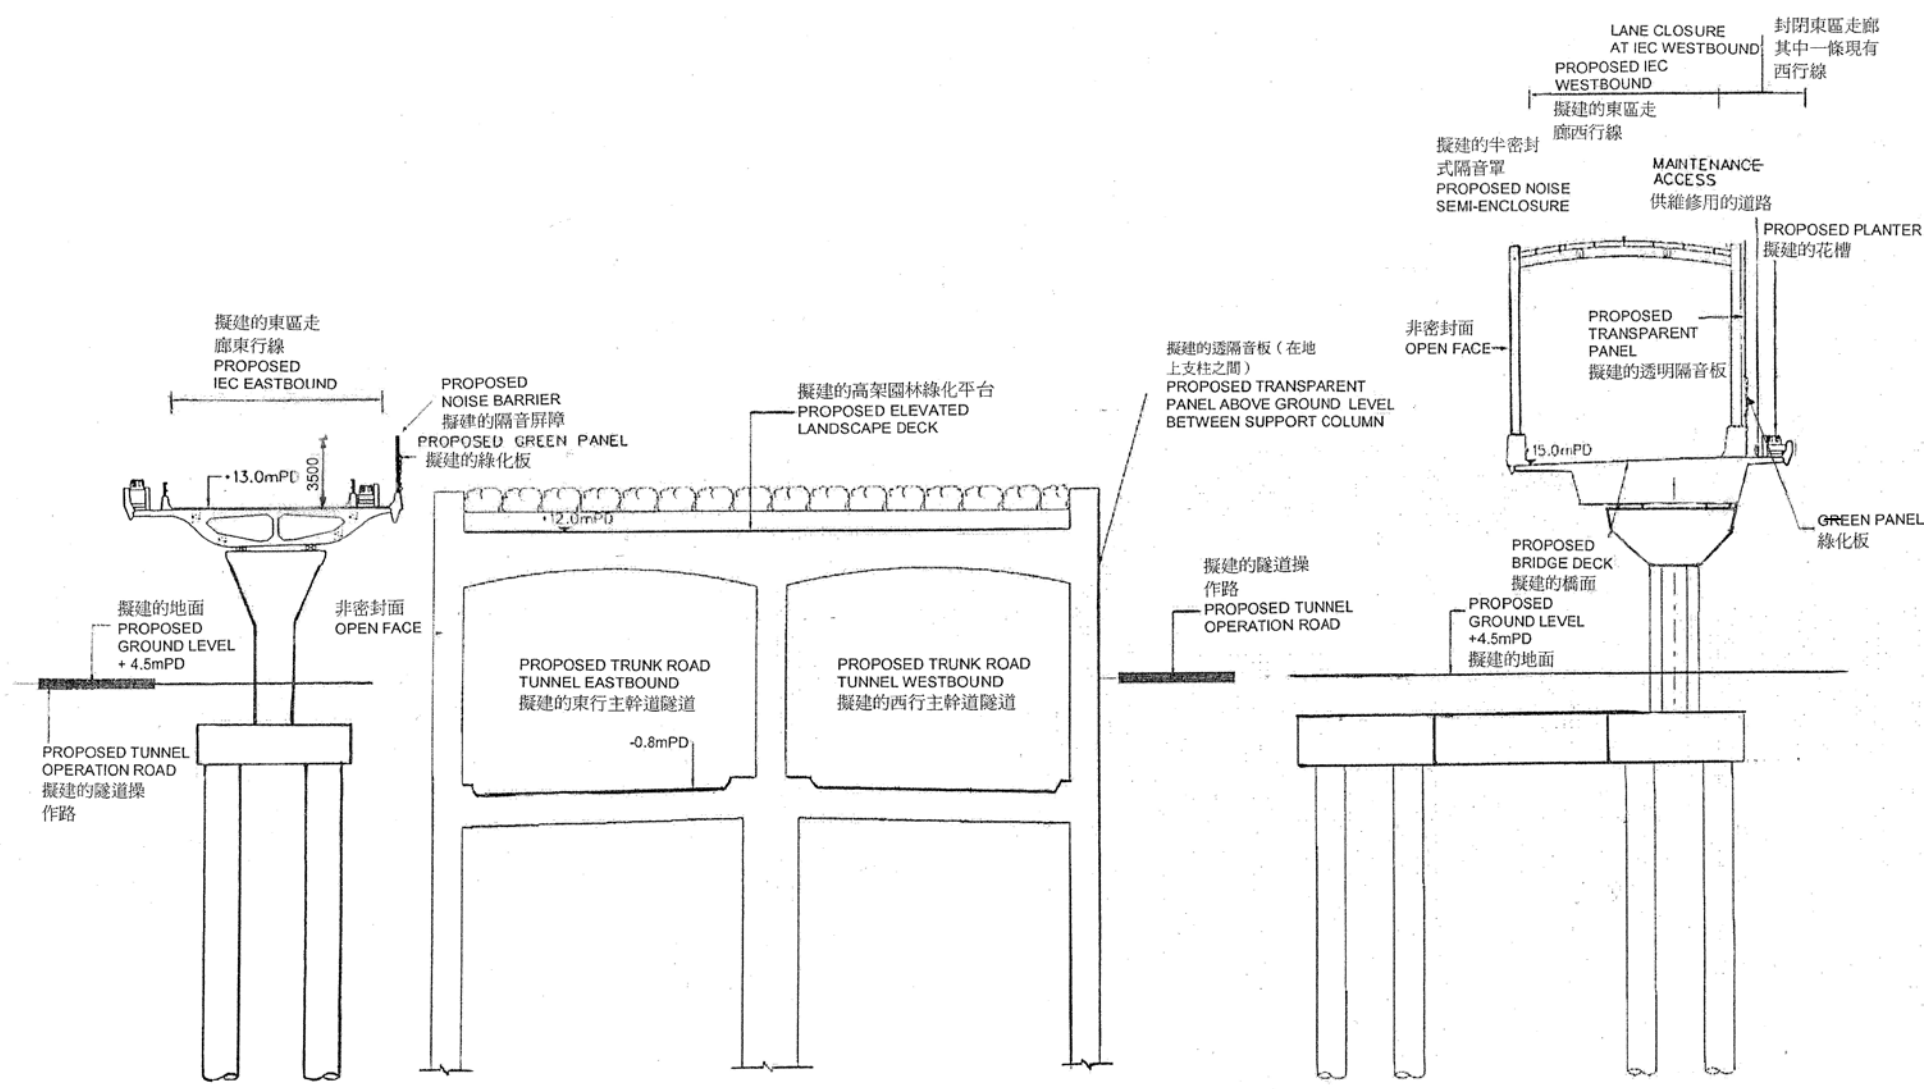 LANE CLOSURE
AT IEC WESTBOUND
封閉東區走廊
其中一條現有
西行線
PROPOSED IEC
WESTBOUND
擬建的東區走
廊西行線
擬建的半密封
式隔音罩
PROPOSED NOISE
SEMI-ENCLOSURE
MAINTENANCE
ACCESS
供維修用的道路
PROPOSED PLANTER
擬建的花槽
非密封面
OPEN FACE
PROPOSED
TRANSPARENT
PANEL
擬建的透明隔音板
15.0mPD
GREEN PANEL
綠化板
PROPOSED
BRIDGE DECK
擬建的橋面
PROPOSED
GROUND LEVEL
+4.5mPD
擬建的地面
擬建的東區走
廊東行線
PROPOSED
IEC EASTBOUND
PROPOSED
NOISE BARRIER
擬建的隔音屏障
PROPOSED GREEN PANEL
擬建的綠化板
+13.0mPD
3500
擬建的高架園林綠化平台
PROPOSED ELEVATED
LANDSCAPE DECK
+12.0mPD
擬建的透隔音板（在地
上支柱之間）
PROPOSED TRANSPARENT
PANEL ABOVE GROUND LEVEL
BETWEEN SUPPORT COLUMN
擬建的隧道操
作路
PROPOSED TUNNEL
OPERATION ROAD
擬建的地面
PROPOSED
GROUND LEVEL
+ 4.5mPD
非密封面
OPEN FACE
PROPOSED TRUNK ROAD
TUNNEL EASTBOUND
擬建的東行主幹道隧道
PROPOSED TRUNK ROAD
TUNNEL WESTBOUND
擬建的西行主幹道隧道
-0.8mPD
PROPOSED TUNNEL
OPERATION ROAD
擬建的隧道操
作路